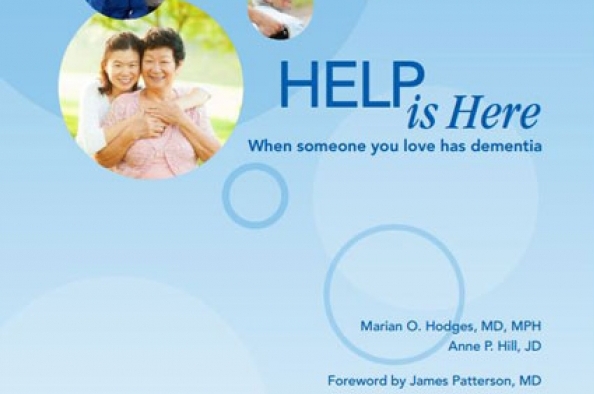 HELP
is Here
When someone you love has dementia
Marian O. Hodges, MD, MPH
Anne P. Hill, JD
Foreword by James Patterson, MD